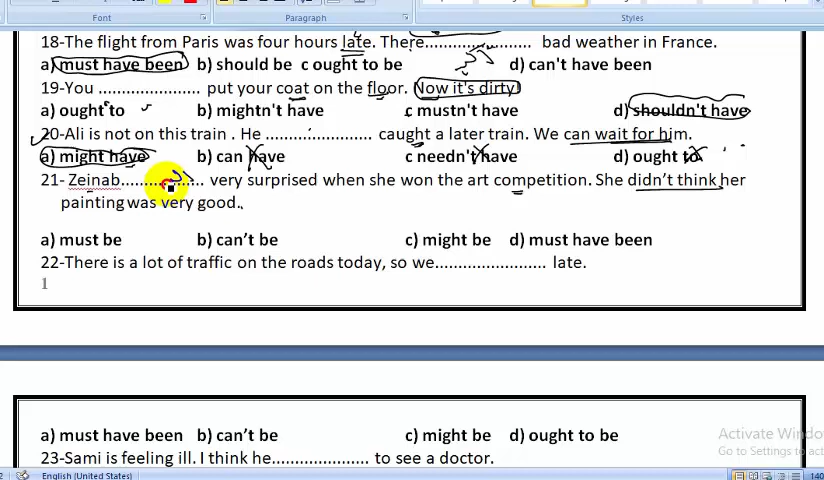 Font
Paragraph
Styles
18-The flight from Paris was four hours late. There........................ bad weather in France.
a) must have been b) should be c ought to be d) can't have been
19-You ...................... put your coat on the floor. Now it's dirty!
a) ought to b) mightn't have c mustn't have d) shouldn't have
20-Ali is not on this train . He ....................... caught a later train. We can wait for him.
a) might have b) can have c needn't have d) ought to
21- Zeinab.................. very surprised when she won the art competition. She didn't think her
painting was very good..
a) must be b) can't be c) might be d) must have been
22-There is a lot of traffic on the roads today, so we........................ late.
1
a) must have been b) can't be c) might be d) ought to be
Activate Windo
Go to Settings to act
23-Sami is feeling ill. I think he..................... to see a doctor.
English (United States)
140